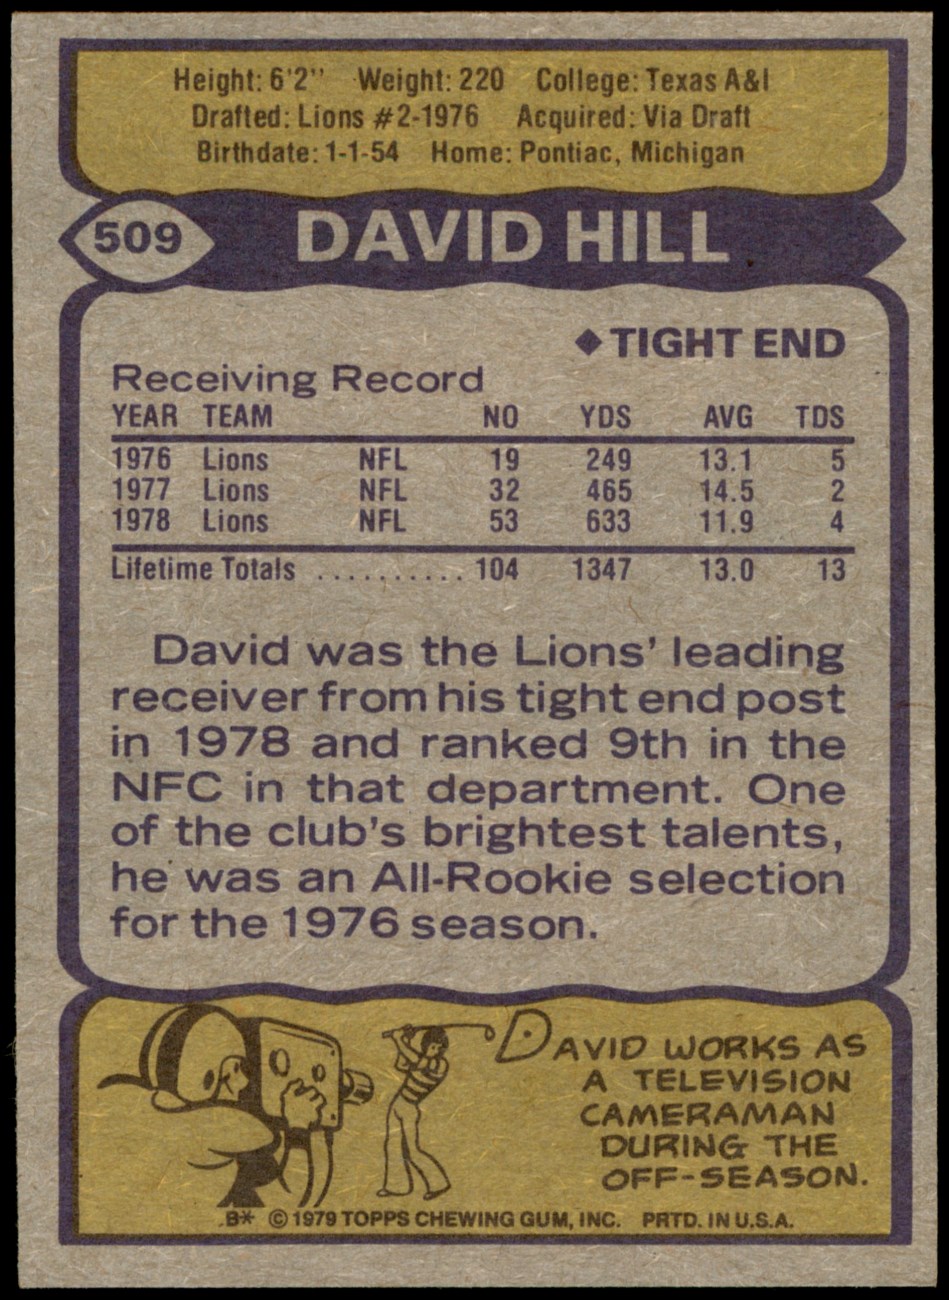 Height: 6'2" Weight: 220 College: Texas A&I
Drafted: Lions #2-1976 Acquired: Via Draft
Birthdate: 1-1-54 Home: Pontiac, Michigan
509 DAVID HILL
◆ TIGHT END
Receiving Record
YEAR TEAM NO YDS AVG TDS
1976 Lions NFL 19 249 13.1 5
1977 Lions NFL 32 465 14.5 2
1978 Lions NFL 53 633 11.9 4
Lifetime Totals .......... 104 1347 13.0 13
David was the Lions' leading
receiver from his tight end post
in 1978 and ranked 9th in the
NFC in that department. One
of the club's brightest talents,
he was an All-Rookie selection
for the 1976 season.
DAVID WORKS AS
A TELEVISION
CAMERAMAN
DURING THE
OFF-SEASON.
B* © 1979 TOPPS CHEWING GUM, INC. PRTD. IN U.S.A.